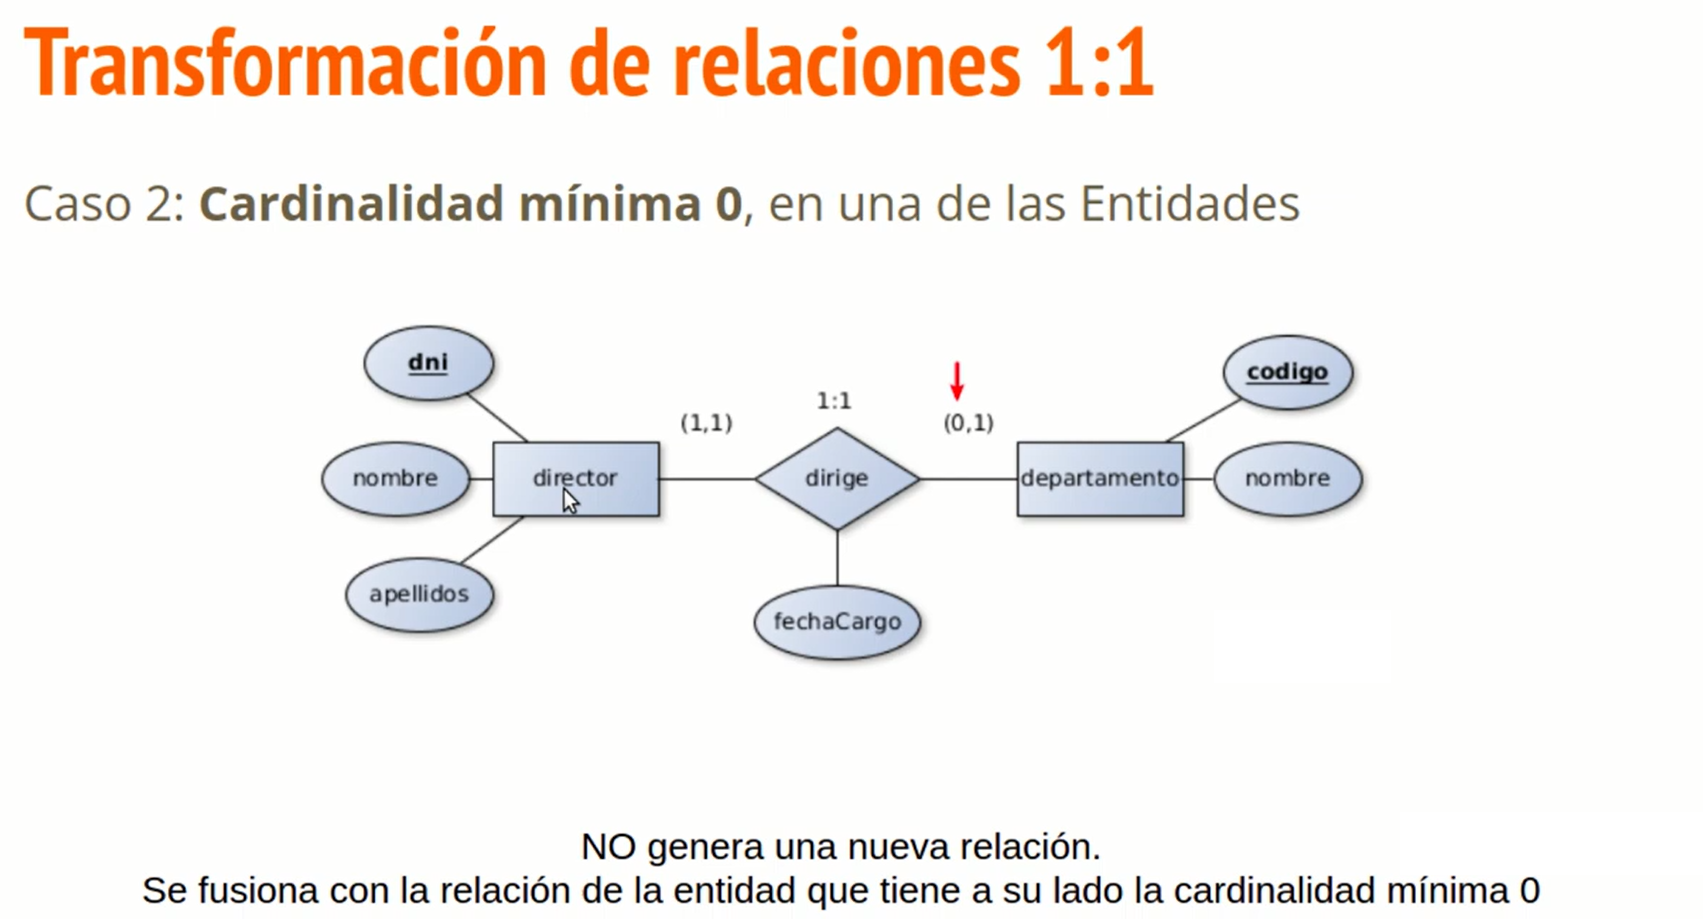 Transformación de relaciones 1:1
Caso 2: Cardinalidad mínima 0, en una de las Entidades
dni
codigo
1:1
(1,1)
(0,1)
nombre
director
dirige
departamento
nombre
apellidos
fechaCargo
NO genera una nueva relación.
Se fusiona con la relación de la entidad que tiene a su lado la cardinalidad mínima 0